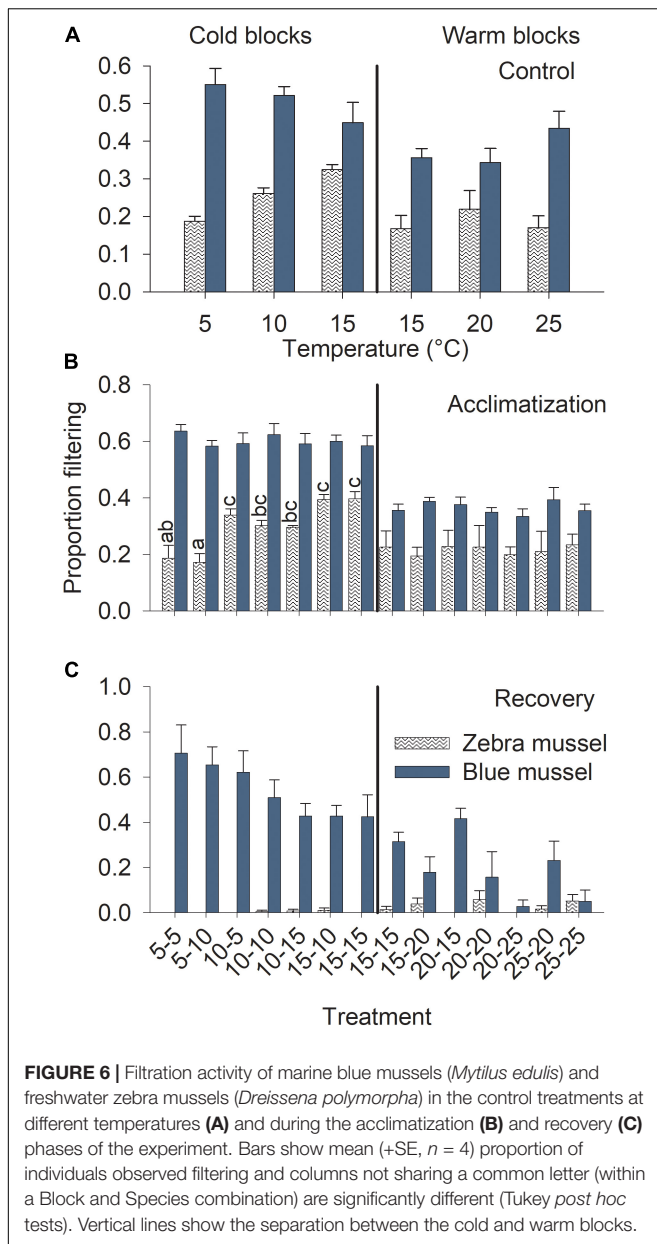 A
Cold blocks
Warm blocks
Control
0.6
0.5
0.4
0.3
0.2
0.1
0.0
5 10 15 15 20 25
Temperature (°C)
B
Acclimatization
Proportion filtering
0.8
0.6
0.4
0.2
0.0
ab a c bc bc c c
C
Recovery
Zebra mussel
Blue mussel
1.0
0.8
0.6
0.4
0.2
0.0
5-5 5-10 10-5 10-10 10-15 15-10 15-15 15-15 15-20 20-15 20-20 20-25 25-20 25-25
Treatment
FIGURE 6 | Filtration activity of marine blue mussels (Mytilus edulis) and
freshwater zebra mussels (Dreissena polymorpha) in the control treatments at
different temperatures (A) and during the acclimatization (B) and recovery (C)
phases of the experiment. Bars show mean (+SE, n = 4) proportion of
individuals observed filtering and columns not sharing a common letter (within
a Block and Species combination) are significantly different (Tukey post hoc
tests). Vertical lines show the separation between the cold and warm blocks.